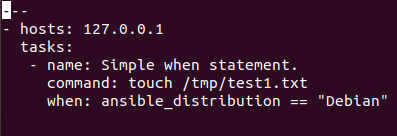 ---
- hosts: 127.0.0.1
  tasks:
   - name: Simple when statement.
     command: touch /tmp/test1.txt
     when: ansible_distribution == "Debian"